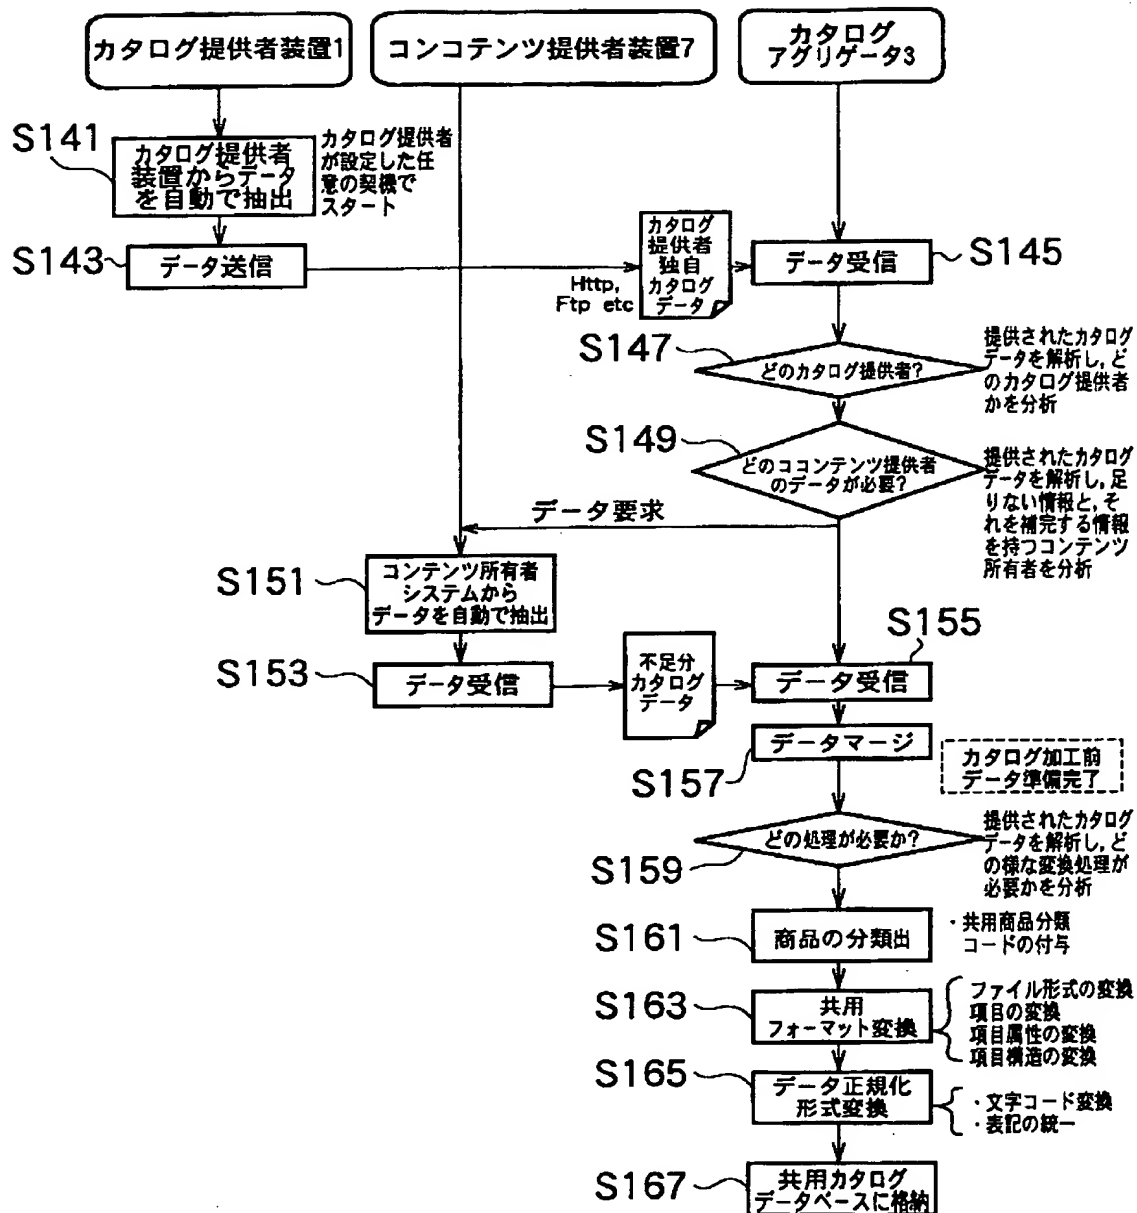 カタログ提供者装置1
コンコテンツ提供者装置7
カタログ
アグリゲータ3
S141
カタログ提供者
装置からデータ
を自動で抽出
カタログ提供者
が設定した任
意の契機で
スタート
S143
データ送信
Http,
Ftp etc
カタログ
提供者
独自
カタログ
データ
データ受信
S145
S147
どのカタログ提供者?
提供されたカタログ
データを解析し,ど
のカタログ提供者
かを分析
S149
どのココンテンツ提供者
のデータが必要?
提供されたカタログ
データを解析し,足
りない情報と,そ
れを補完する情報
を持つコンテンツ
所有者を分析
データ要求
S151
コンテンツ所有者
システムから
データを自動で抽出
S153
データ受信
不足分
カタログ
データ
S155
データ受信
S157
データマージ
カタログ加工前
データ準備完了
S159
どの処理が必要か?
提供されたカタログ
データを解析し,ど
の様な変換処理が
必要かを分析
S161
商品の分類出
・共用商品分類
コードの付与
S163
共用
フォーマット変換
ファイル形式の変換
項目の変換
項目属性の変換
項目構造の変換
S165
データ正規化
形式変換
・文字コード変換
・表記の統一
S167
共用カタログ
データベースに格納